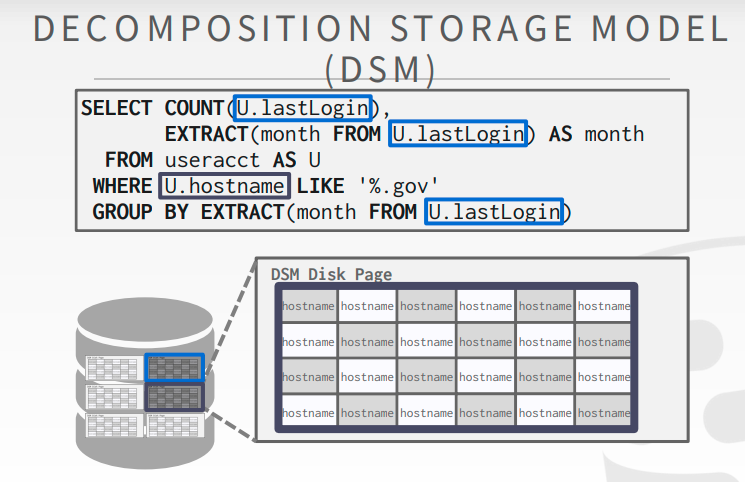 DECOMPOSITION STORAGE MODEL
(DSM)
SELECT COUNT(U.lastLogin),
EXTRACT(month FROM U.lastLogin) AS month
FROM useracct AS U
WHERE U.hostname LIKE '%.gov'
GROUP BY EXTRACT(month FROM U.lastLogin)
DSM Disk Page
hostname hostname hostname hostname hostname hostname
hostname hostname hostname hostname hostname hostname
hostname hostname hostname hostname hostname hostname
hostname hostname hostname hostname hostname hostname